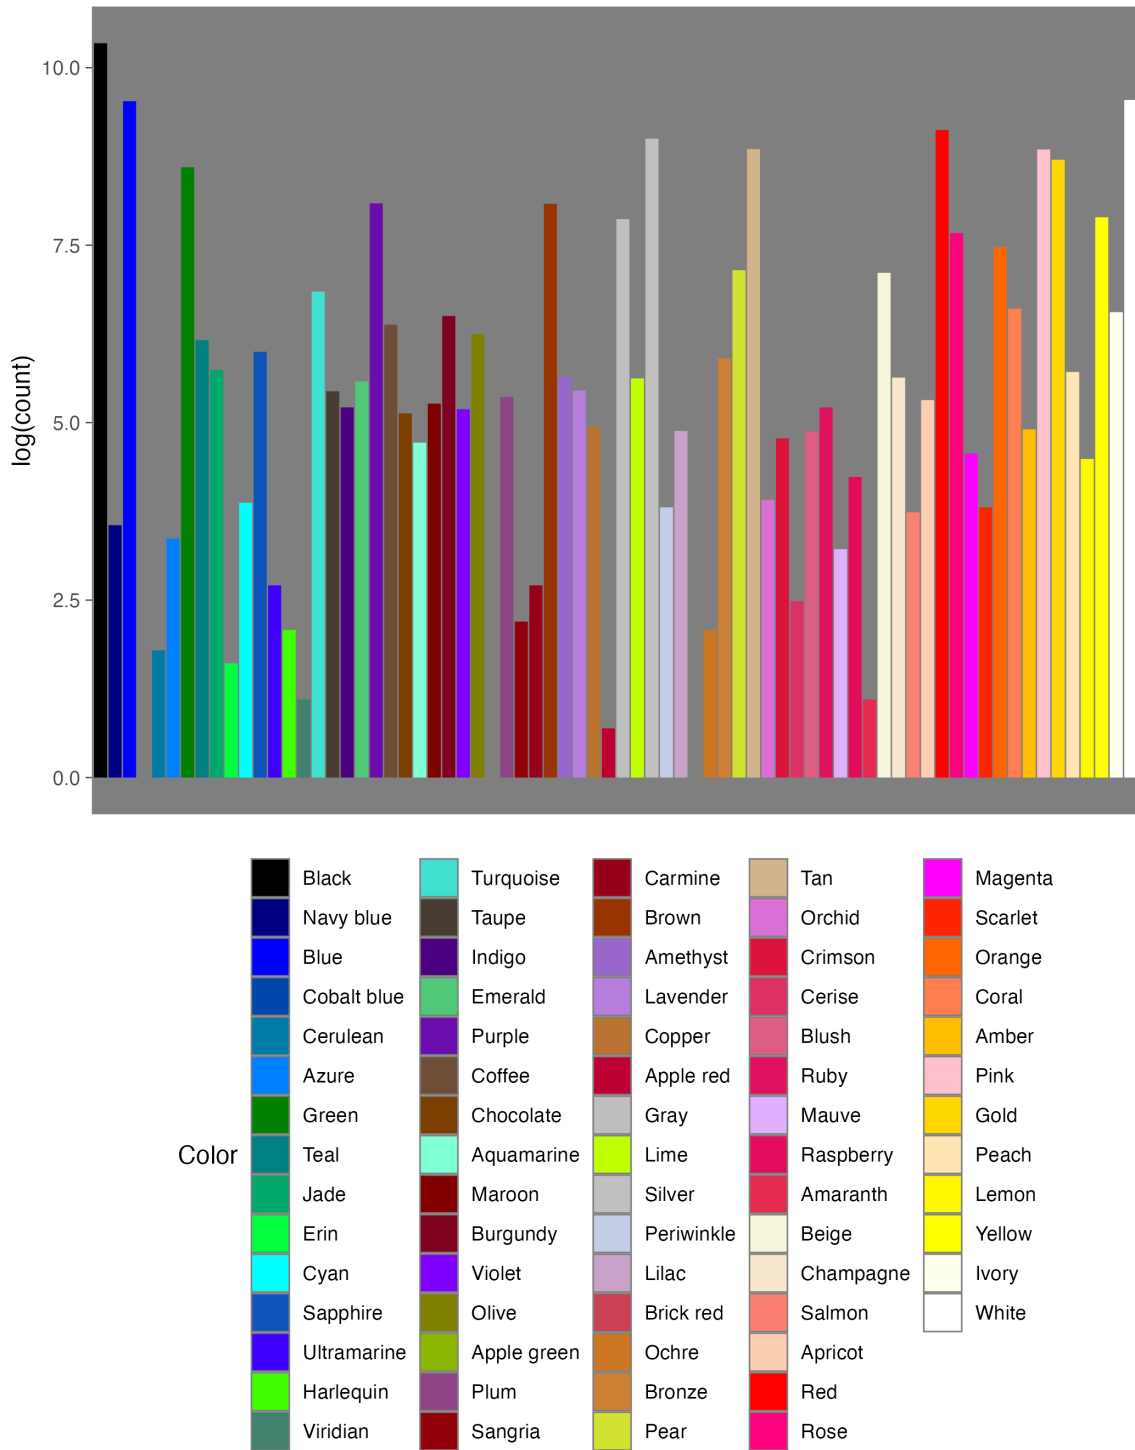 10.0
7.5
5.0
2.5
0.0
log(count)
Color
Black
Navy blue
Blue
Cobalt blue
Cerulean
Azure
Green
Teal
Jade
Erin
Cyan
Sapphire
Ultramarine
Harlequin
Viridian
Turquoise
Taupe
Indigo
Emerald
Purple
Coffee
Chocolate
Aquamarine
Maroon
Burgundy
Violet
Olive
Apple green
Plum
Sangria
Carmine
Brown
Amethyst
Lavender
Copper
Apple red
Gray
Lime
Silver
Periwinkle
Lilac
Brick red
Ochre
Bronze
Pear
Tan
Orchid
Crimson
Cerise
Blush
Ruby
Mauve
Raspberry
Amaranth
Beige
Champagne
Salmon
Apricot
Red
Rose
Magenta
Scarlet
Orange
Coral
Amber
Pink
Gold
Peach
Lemon
Yellow
Ivory
White